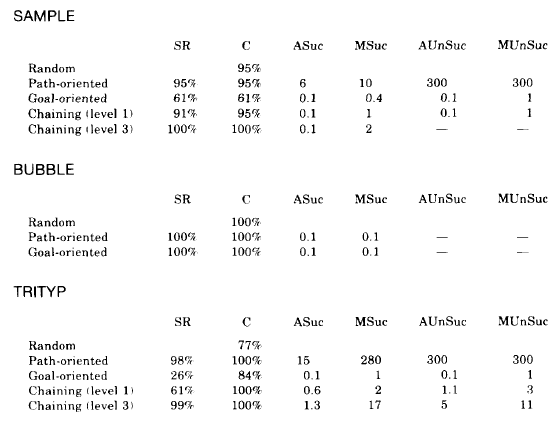 SAMPLE
SR C ASuc MSuc AUnSuc MUnSuc
Random 95%
Path-oriented 95% 95% 6 10 300 300
Goal-oriented 61% 61% 0.1 0.4 0.1 1
Chaining (level 1) 91% 95% 0.1 1 0.1 1
Chaining (level 3) 100% 100% 0.1 2 — —
BUBBLE
SR C ASuc MSuc AUnSuc MUnSuc
Random 100%
Path-oriented 100% 100% 0.1 0.1 — —
Goal-oriented 100% 100% 0.1 0.1 — —
TRITYP
SR C ASuc MSuc AUnSuc MUnSuc
Random 77%
Path-oriented 98% 100% 15 280 300 300
Goal-oriented 26% 84% 0.1 1 0.1 1
Chaining (level 1) 61% 100% 0.6 2 1.1 3
Chaining (level 3) 99% 100% 1.3 17 5 11